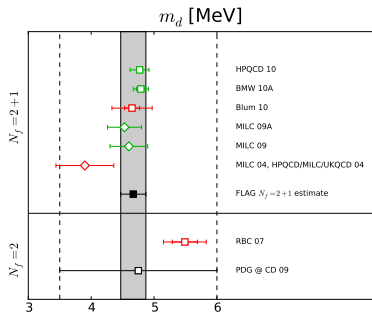 m_d [MeV]
N_f=2+1
HPQCD 10
BMW 10A
Blum 10
MILC 09A
MILC 09
MILC 04, HPQCD/MILC/UKQCD 04
FLAG N_f=2+1 estimate
N_f=2
RBC 07
PDG @ CD 09
3 4 5 6